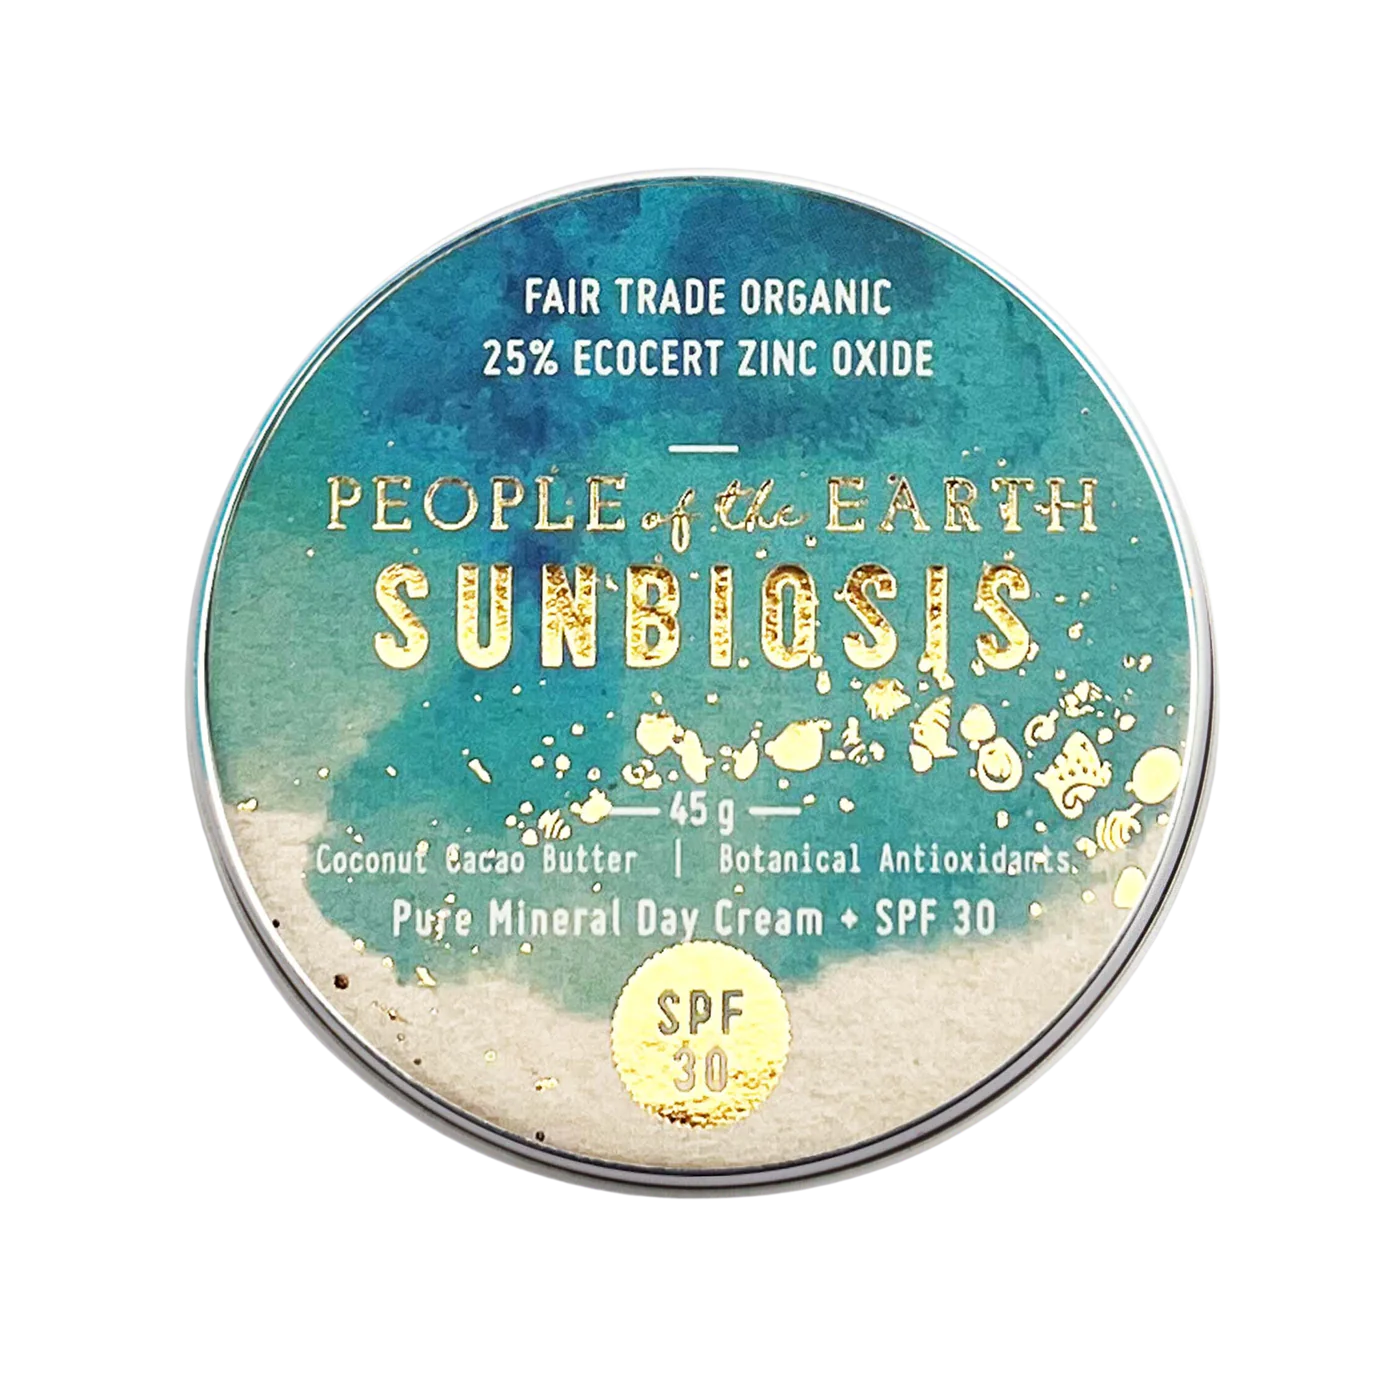 FAIR TRADE ORGANIC
25% ECOCERT ZINC OXIDE
PEOPLE of the EARTH
SUNBIOSIS
45 g
Coconut Cacao Butter | Botanical Antioxidants.
Pure Mineral Day Cream ✦ SPF 30
SPF
30